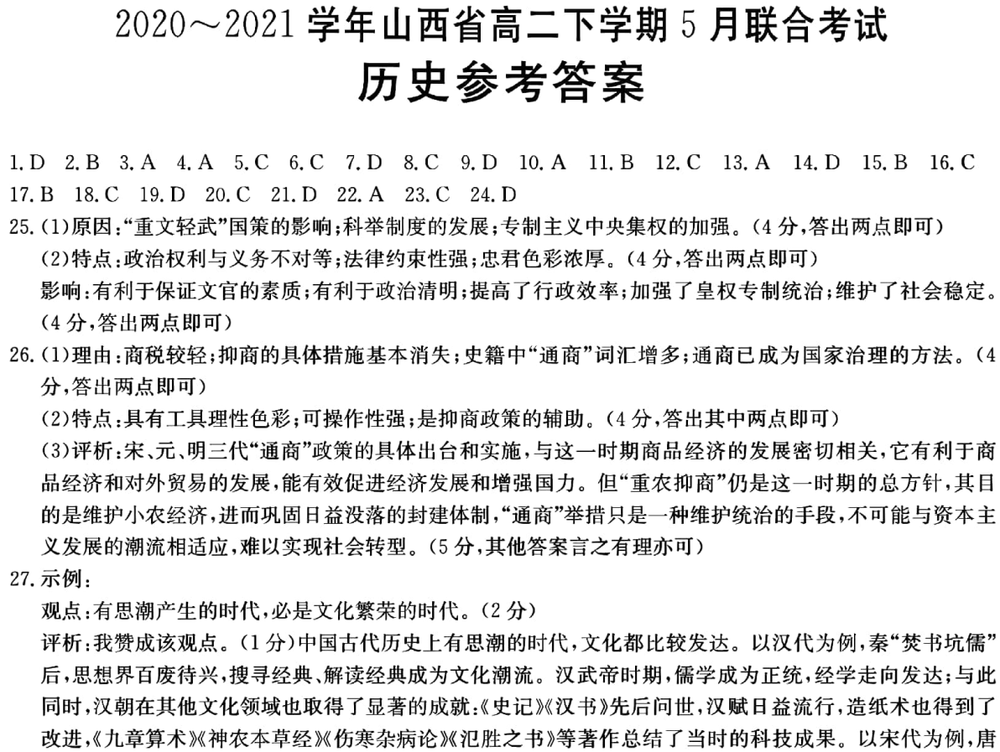 2020～2021学年山西省高二下学期5月联合考试
历史参考答案
1. D 2. B 3. A 4. A 5. C 6. C 7. D 8. C 9. D 10. A 11. B 12. C 13. A 14. D 15. B 16. C
17. B 18. C 19. D 20. C 21. D 22. A 23. C 24. D
25. (1)原因:“重文轻武”国策的影响;科举制度的发展;专制主义中央集权的加强。(4分,答出两点即可)
(2)特点:政治权利与义务不对等;法律约束性强;忠君色彩浓厚。(4分,答出两点即可)
影响:有利于保证文官的素质;有利于政治清明;提高了行政效率;加强了皇权专制统治;维护了社会稳定。
(4分,答出两点即可)
26. (1)理由:商税较轻;抑商的具体措施基本消失;史籍中“通商”词汇增多;通商已成为国家治理的方法。(4
分,答出两点即可)
(2)特点:具有工具理性色彩;可操作性强;是抑商政策的辅助。(4分,答出其中两点即可)
(3)评析:宋、元、明三代“通商”政策的具体出台和实施,与这一时期商品经济的发展密切相关,它有利于商
品经济和对外贸易的发展,能有效促进经济发展和增强国力。但“重农抑商”仍是这一时期的总方针,其目
的是维护小农经济,进而巩固日益没落的封建体制,“通商”举措只是一种维护统治的手段,不可能与资本主
义发展的潮流相适应,难以实现社会转型。(5分,其他答案言之有理亦可)
27. 示例:
观点:有思潮产生的时代,必是文化繁荣的时代。(2分)
评析:我赞成该观点。(1分)中国古代历史上有思潮的时代,文化都比较发达。以汉代为例,秦“焚书坑儒”
后,思想界百废待兴,搜寻经典、解读经典成为文化潮流。汉武帝时期,儒学成为正统,经学走向发达;与此
同时,汉朝在其他文化领域也取得了显著的成就:《史记》《汉书》先后问世,汉赋日益流行,造纸术也得到了
改进,《九章算术》《神农本草经》《伤寒杂病论》《氾胜之书》等著作总结了当时的科技成果。以宋代为例,唐